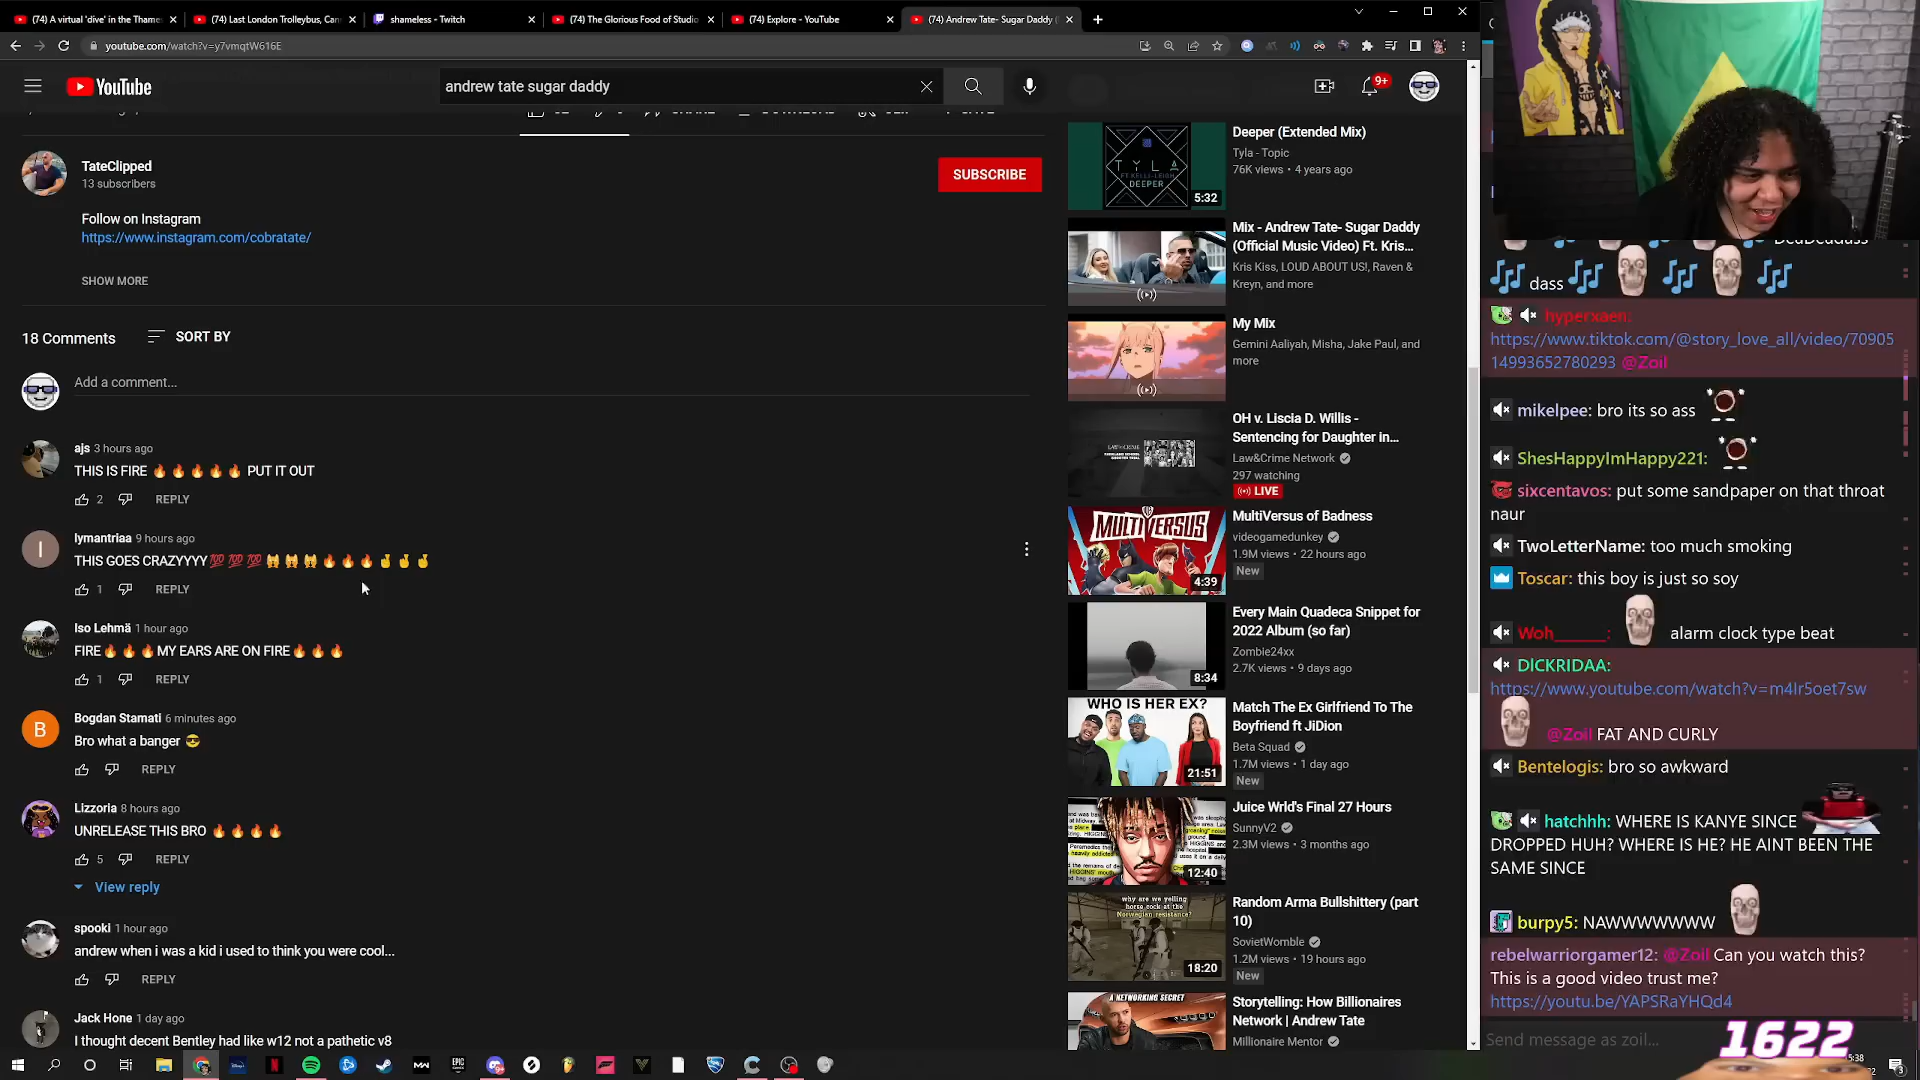 (74) A virtual 'dive' in the Thames
(74) Last London Trolleybus, Can
shameless - Twitch
(74) The Glorious Food of Studio
(74) Explore - YouTube
(74) Andrew Tate- Sugar Daddy
youtube.com/watch?v=y7vmqtW616E
YouTube
andrew tate sugar daddy
9+
TateClipped
13 subscribers
SUBSCRIBE
Follow on Instagram
https://www.instagram.com/cobratate/
SHOW MORE
18 Comments
SORT BY
Add a comment...
ajs 3 hours ago
THIS IS FIRE 🔥🔥🔥🔥🔥 PUT IT OUT
2 REPLY
lymantriaa 9 hours ago
THIS GOES CRAZYYYY💯💯💯🙀🙀🙀🔥🔥🔥🤞🤞🤞
1 REPLY
Iso Lehmä 1 hour ago
FIRE🔥🔥🔥MY EARS ARE ON FIRE🔥🔥🔥
1 REPLY
B
Bogdan Stamati 6 minutes ago
Bro what a banger 😎
REPLY
Lizzoria 8 hours ago
UNRELEASE THIS BRO 🔥🔥🔥🔥
5 REPLY
View reply
spooki 1 hour ago
andrew when i was a kid i used to think you were cool...
REPLY
Jack Hone 1 day ago
I thought decent Bentley had like w12 not a pathetic v8
TYLA
FT. KELLI-LEIGH
DEEPER
5:32
Deeper (Extended Mix)
Tyla - Topic
76K views • 4 years ago
Mix - Andrew Tate- Sugar Daddy
(Official Music Video) Ft. Kris...
Kris Kiss, LOUD ABOUT US!, Raven &
Kreyn, and more
My Mix
Gemini Aaliyah, Misha, Jake Paul, and
more
OH v. Liscia D. Willis -
Sentencing for Daughter in...
Law&Crime Network
297 watching
LIVE
MULTIVERSUS
4:39
MultiVersus of Badness
videogamedunkey
1.9M views • 22 hours ago
New
8:34
Every Main Quadeca Snippet for
2022 Album (so far)
Zombie24xx
2.7K views • 9 days ago
WHO IS HER EX?
21:51
Match The Ex Girlfriend To The
Boyfriend ft JiDion
Beta Squad
1.7M views • 1 day ago
New
12:40
Juice Wrld's Final 27 Hours
SunnyV2
2.3M views • 3 months ago
why are we yelling
horse cock at the
Norwegian resistance?
18:20
Random Arma Bullshittery (part
10)
SovietWomble
1.2M views • 19 hours ago
New
A NETWORKING SECRET
Storytelling: How Billionaires
Network | Andrew Tate
Millionaire Mentor
🎶 dass 🎶 🎶 🎶
hyperxaen:
https://www.tiktok.com/@story_love_all/video/70905
14993652780293 @Zoil
mikelpee: bro its so ass
ShesHappyImHappy221:
sixcentavos: put some sandpaper on that throat
naur
TwoLetterName: too much smoking
Toscar: this boy is just so soy
Woh______: alarm clock type beat
DICKRIDAA:
https://www.youtube.com/watch?v=m4Ir5oet7sw
@Zoil FAT AND CURLY
Bentelogis: bro so awkward
hatchhh: WHERE IS KANYE SINCE
DROPPED HUH? WHERE IS HE? HE AINT BEEN THE
SAME SINCE
burpy5: NAWWWWWWW
rebelwarriorgamer12: @Zoil Can you watch this?
This is a good video trust me?
https://youtu.be/YAPSRaYHQd4
Send message as zoil...
1622